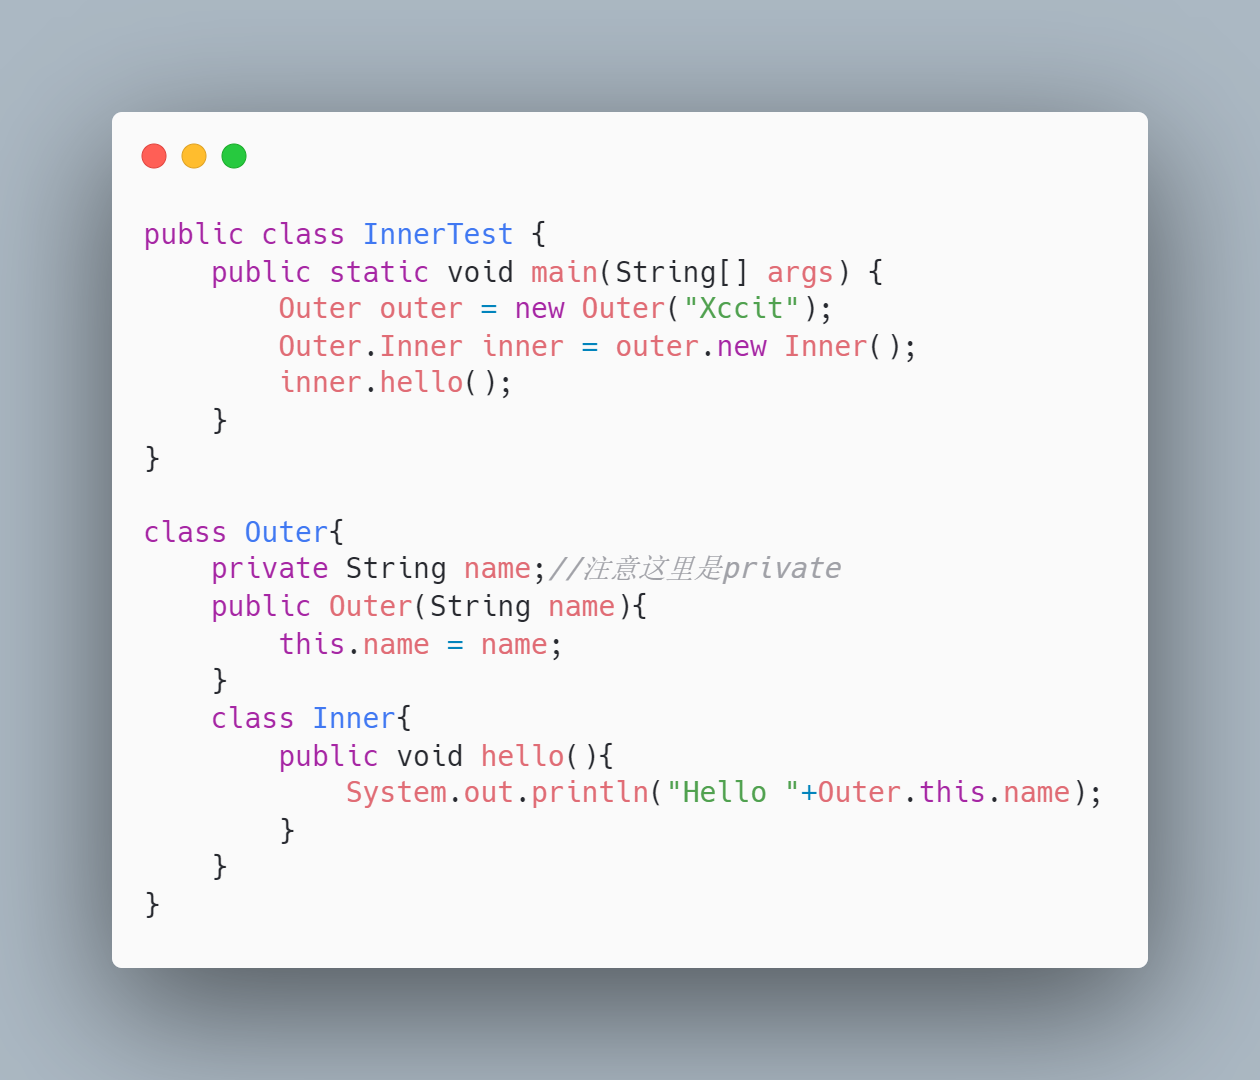 public class InnerTest {
    public static void main(String[] args) {
        Outer outer = new Outer("Xccit");
        Outer.Inner inner = outer.new Inner();
        inner.hello();
    }
}

class Outer{
    private String name;//注意这里是private
    public Outer(String name){
        this.name = name;
    }
    class Inner{
        public void hello(){
            System.out.println("Hello "+Outer.this.name);
        }
    }
}